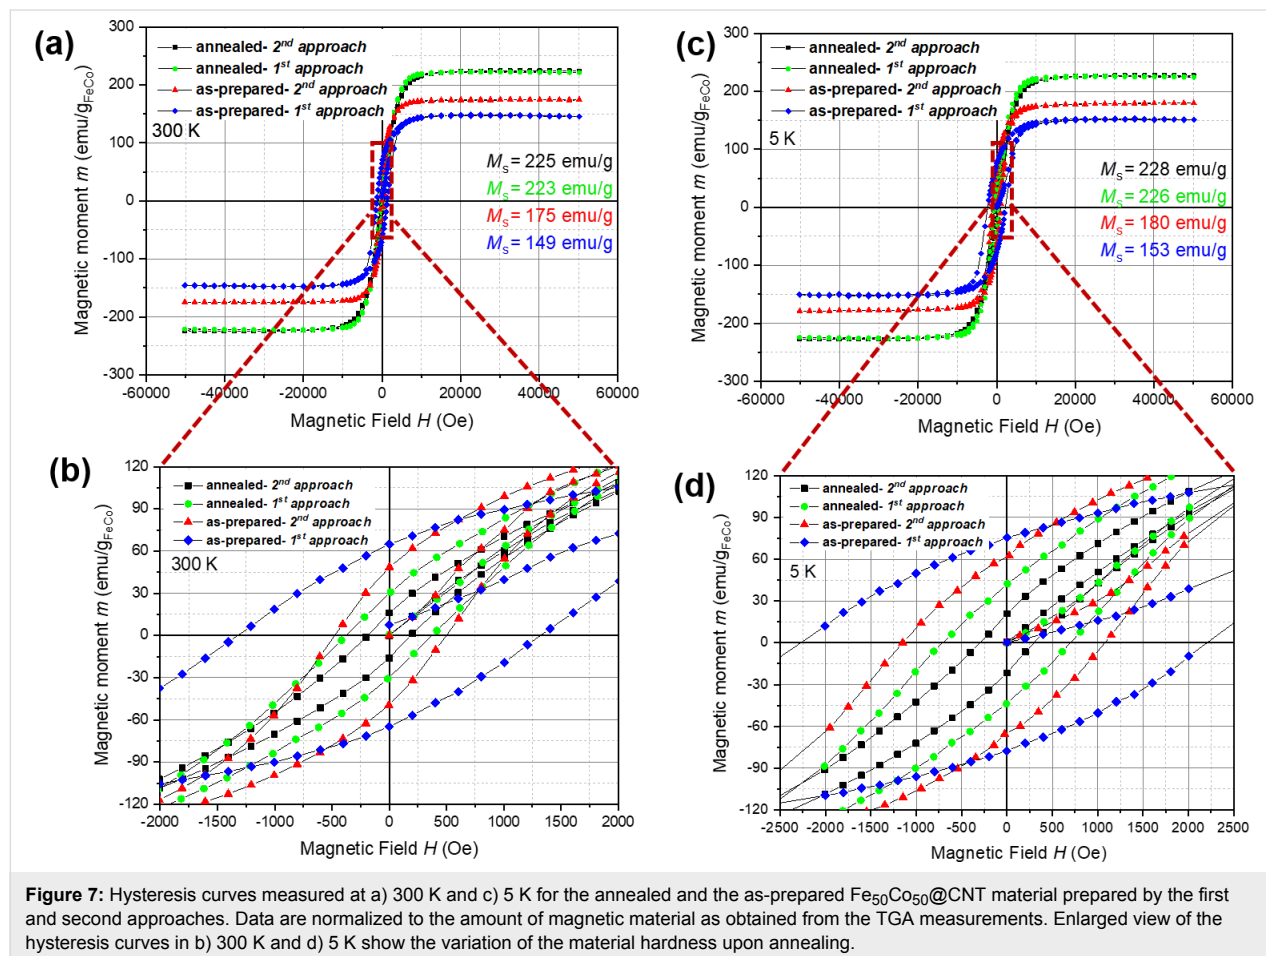 (a)
300
200
100
0
-100
-200
-300
Magnetic moment m (emu/gFeCo)
annealed- 2nd approach
annealed- 1st approach
as-prepared- 2nd approach
as-prepared- 1st approach
300 K
Ms = 225 emu/g
Ms = 223 emu/g
Ms = 175 emu/g
Ms = 149 emu/g
-60000 -40000 -20000 0 20000 40000 60000
Magnetic Field H (Oe)
(c)
300
200
100
0
-100
-200
-300
Magnetic moment m (emu/gFeCo)
annealed- 2nd approach
annealed- 1st approach
as-prepared- 2nd approach
as-prepared- 1st approach
5 K
Ms = 228 emu/g
Ms = 226 emu/g
Ms = 180 emu/g
Ms = 153 emu/g
-60000 -40000 -20000 0 20000 40000 60000
Magnetic Field H (Oe)
(b)
120
90
60
30
0
-30
-60
-90
-120
Magnetic moment m (emu/gFeCo)
annealed- 2nd approach
annealed- 1st approach
as-prepared- 2nd approach
as-prepared- 1st approach
300 K
-2000 -1500 -1000 -500 0 500 1000 1500 2000
Magnetic Field H (Oe)
(d)
120
90
60
30
0
-30
-60
-90
-120
Magnetic moment m (emu/gFeCo)
annealed- 2nd approach
annealed- 1st approach
as-prepared- 2nd approach
as-prepared- 1st approach
5 K
-2500 -2000 -1500 -1000 -500 0 500 1000 1500 2000 2500
Magnetic Field H (Oe)
Figure 7: Hysteresis curves measured at a) 300 K and c) 5 K for the annealed and the as-prepared Fe50Co50@CNT material prepared by the first
and second approaches. Data are normalized to the amount of magnetic material as obtained from the TGA measurements. Enlarged view of the
hysteresis curves in b) 300 K and d) 5 K show the variation of the material hardness upon annealing.